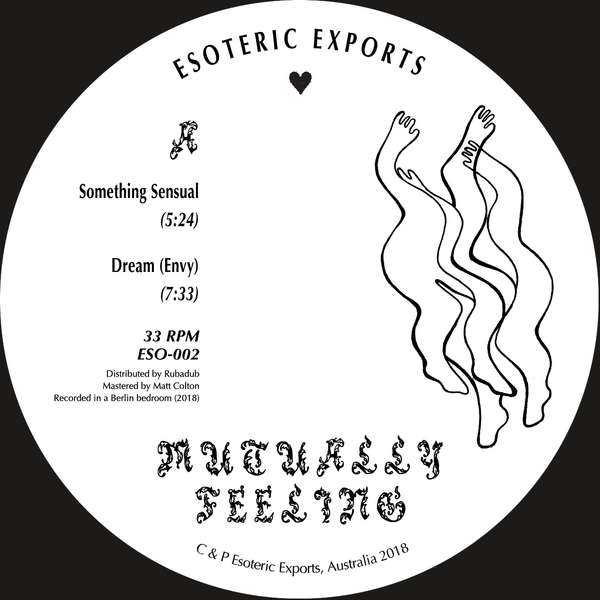 ESOTERIC EXPORTS
A
Something Sensual
(5:24)
Dream (Envy)
(7:33)
33 RPM
ESO-002
Distributed by Rubadub
Mastered by Matt Colton
Recorded in a Berlin bedroom (2018)
MUTUALLY
FEELING
C & P Esoteric Exports, Australia 2018